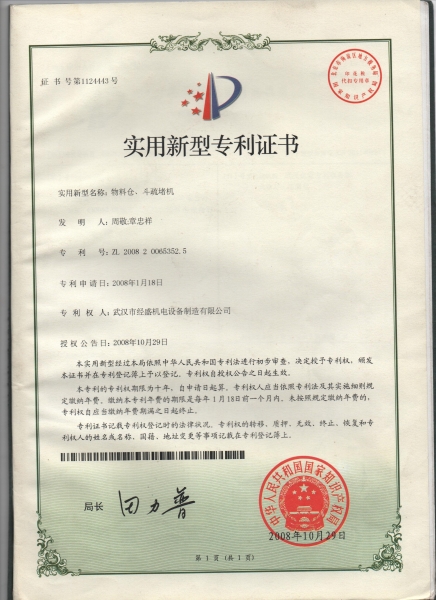 证 书 号 第1124443 号
实用新型专利证书
实用新型名称：物料仓、斗疏堵机
发 明 人：周敬;章忠祥
专 利 号：ZL 2008 2 0065352.5
专利申请日：2008年1月18日
专 利 权 人：武汉市经盛机电设备制造有限公司
授权公告日：2008年10月29日
本实用新型经过本局依照中华人民共和国专利法进行初步审查，决定授予专利权，颁发
本证书并在专利登记簿上予以登记。专利权自授权公告之日起生效。
本专利的专利权期限为十年，自申请日起算。专利权人应当依照专利法及其实施细则规
定缴纳年费。缴纳本专利年费的期限是每年 1 月 18 日前一个月内。未按照规定缴纳年费的，
专利权自应当缴纳年费期满之日起终止。
专利证书记载专利权登记时的法律状况。专利权的转移、质押、无效、终止、恢复和专
利权人的姓名或名称、国籍、地址变更等事项记载在专利登记簿上。
局长 田力普
中华人民共和国国家知识产权局
2008年10月29日
第 1 页（共 1 页）